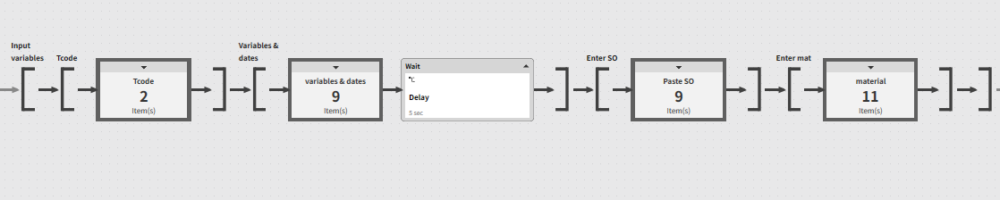 Input
variables
Tcode
Tcode
2
Item(s)
Variables &
dates
variables & dates
9
Item(s)
Wait
Delay
5 sec
Enter SO
Paste SO
9
Item(s)
Enter mat
material
11
Item(s)